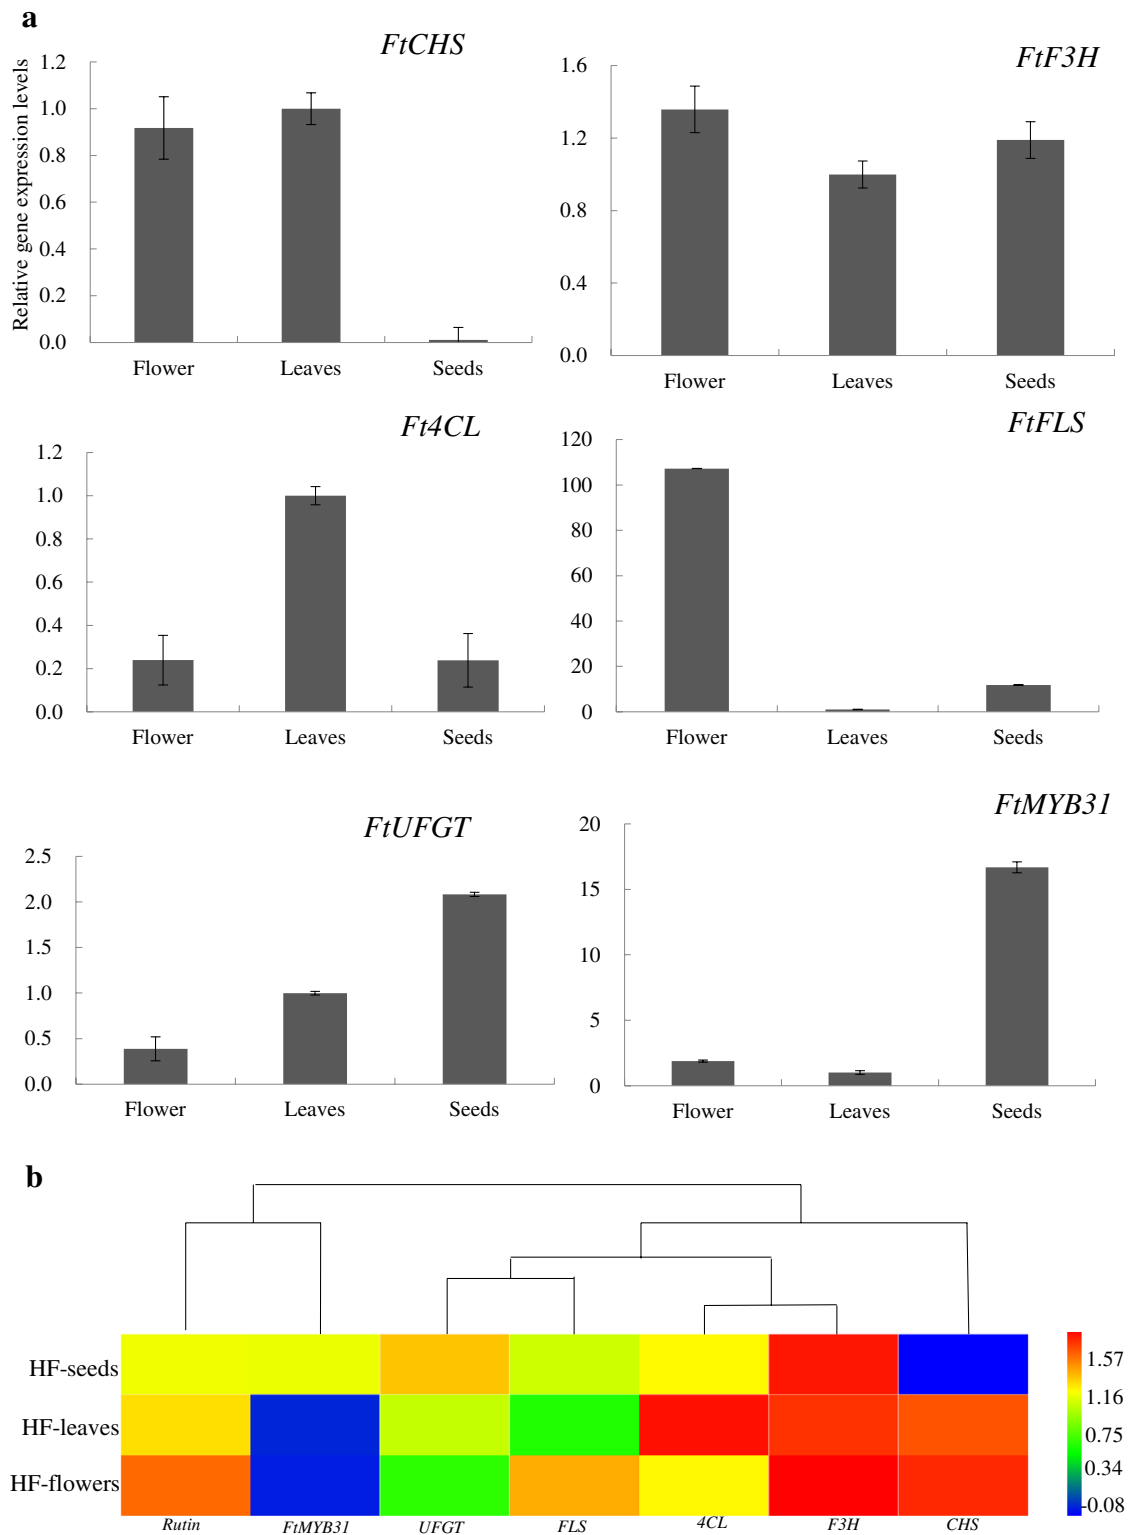 a
FtCHS
Relative gene expression levels
1.2
1.0
0.8
0.6
0.4
0.2
0.0
Flower Leaves Seeds
FtF3H
1.6
1.2
0.8
0.4
0.0
Flower Leaves Seeds
Ft4CL
1.2
1.0
0.8
0.6
0.4
0.2
0.0
Flower Leaves Seeds
FtFLS
120
100
80
60
40
20
0
Flower Leaves Seeds
FtUFGT
2.5
2.0
1.5
1.0
0.5
0.0
Flower Leaves Seeds
FtMYB31
20
15
10
5
0
Flower Leaves Seeds
b
HF-seeds
HF-leaves
HF-flowers
Rutin FtMYB31 UFGT FLS 4CL F3H CHS
1.57
1.16
0.75
0.34
-0.08